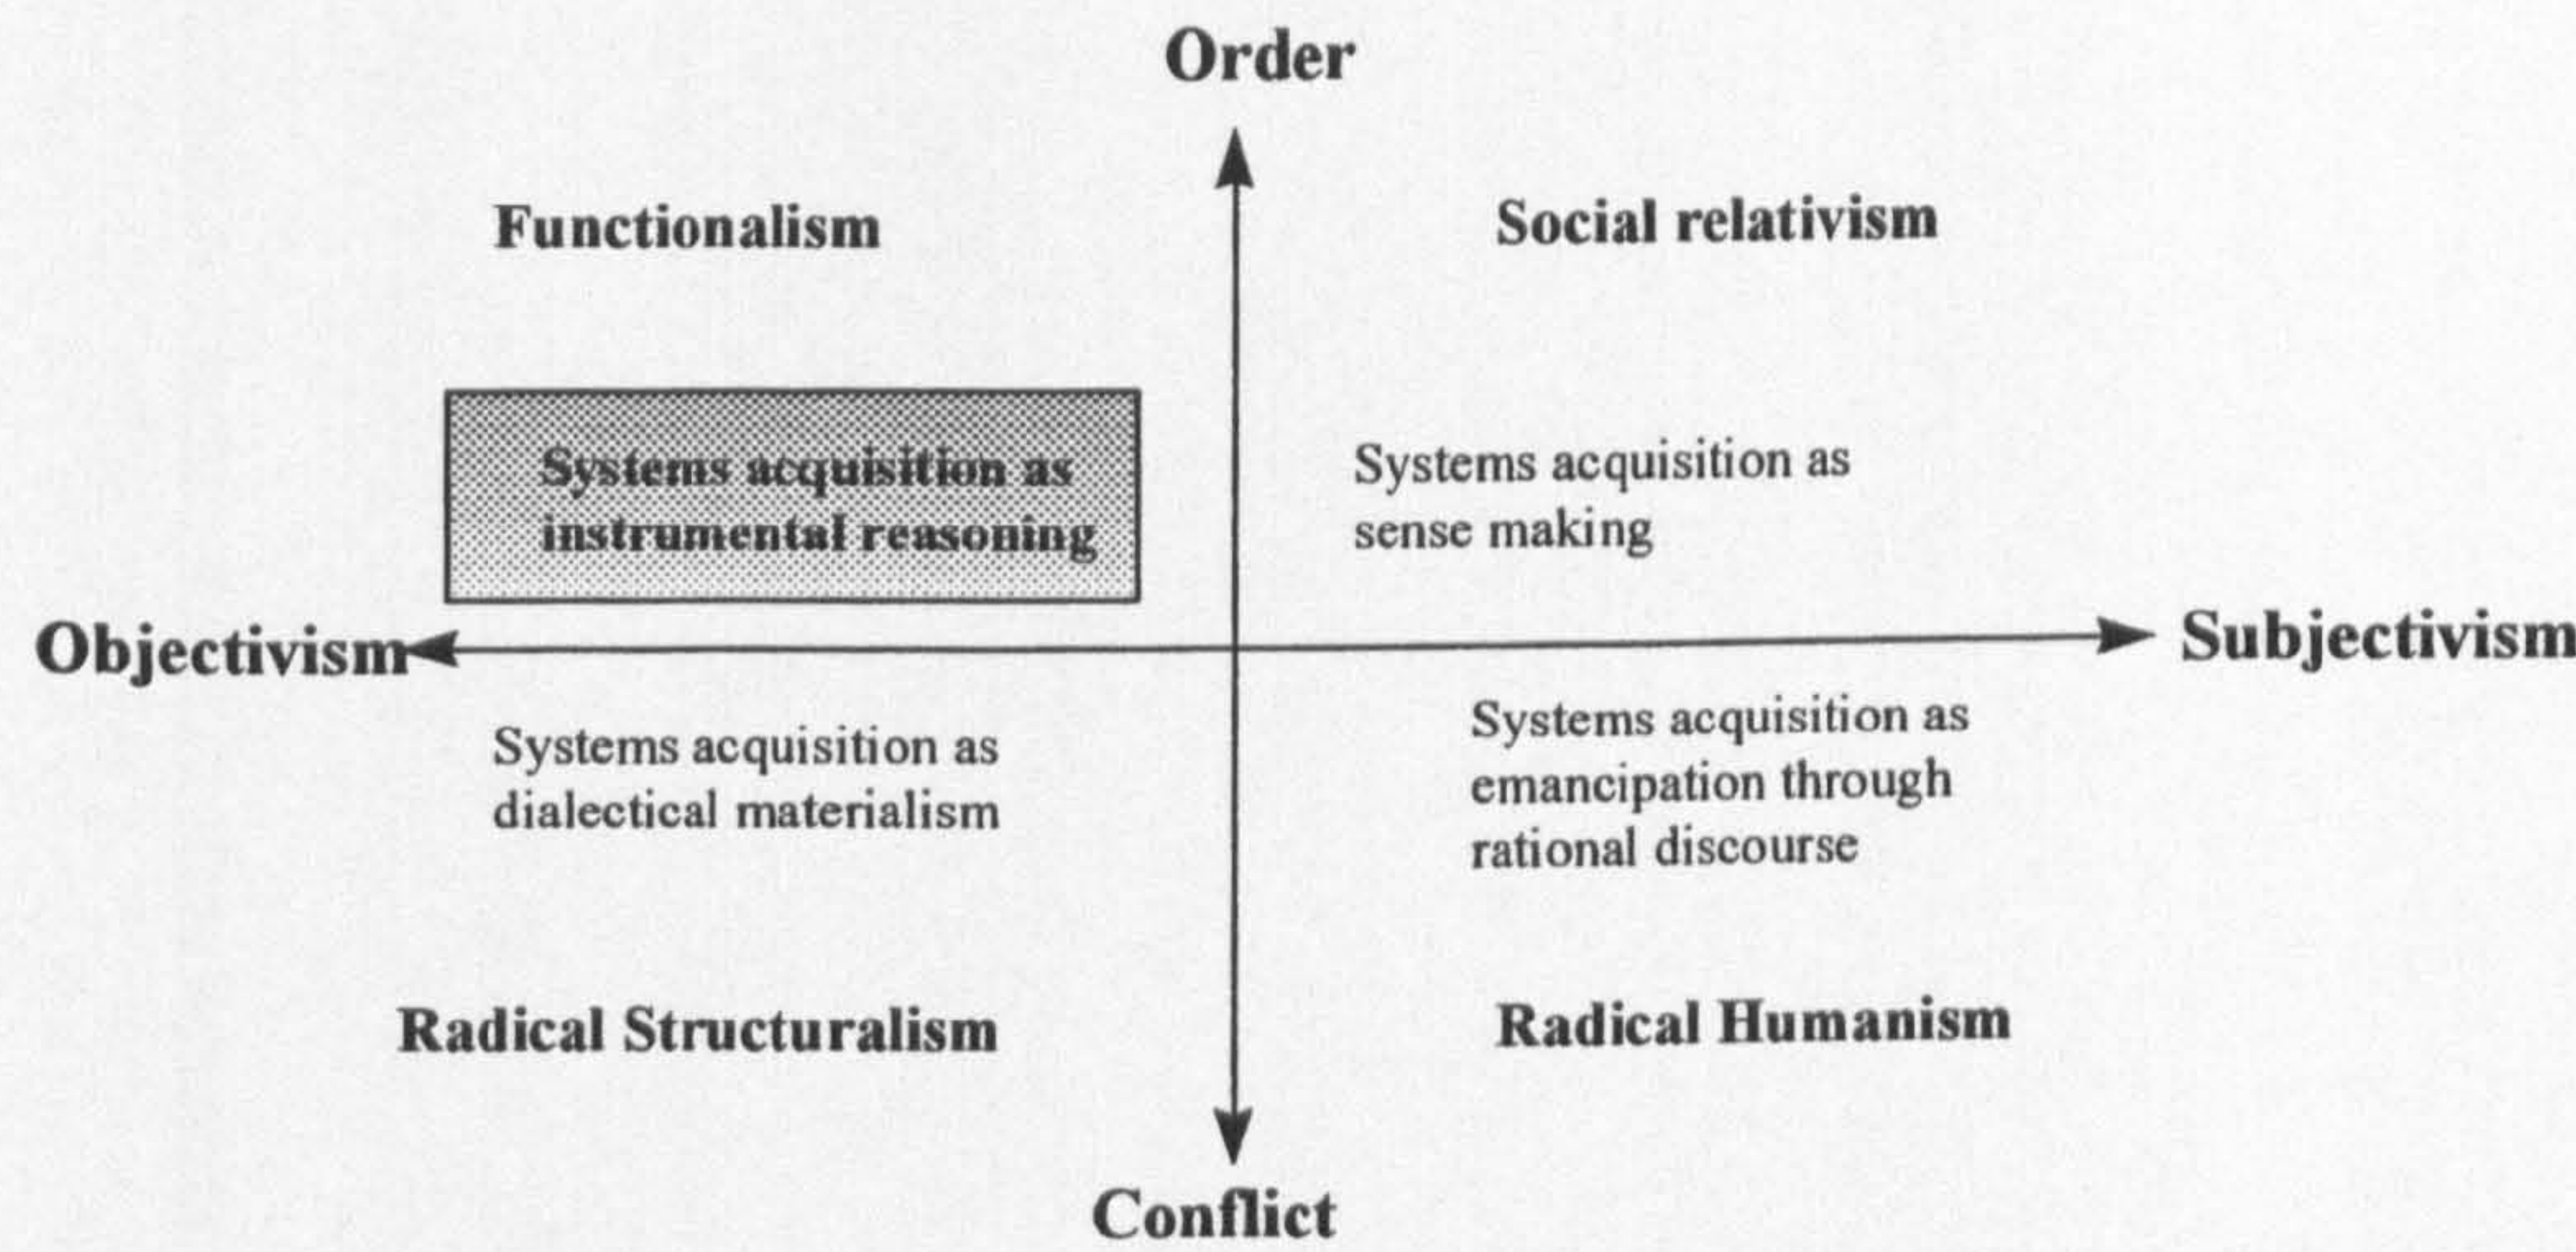 Order
Functionalism
Social relativism
Systems acquisition as
instrumental reasoning
Systems acquisition as
sense making
Objectivism
Subjectivism
Systems acquisition as
dialectical materialism
Systems acquisition as
emancipation through
rational discourse
Radical Structuralism
Radical Humanism
Conflict